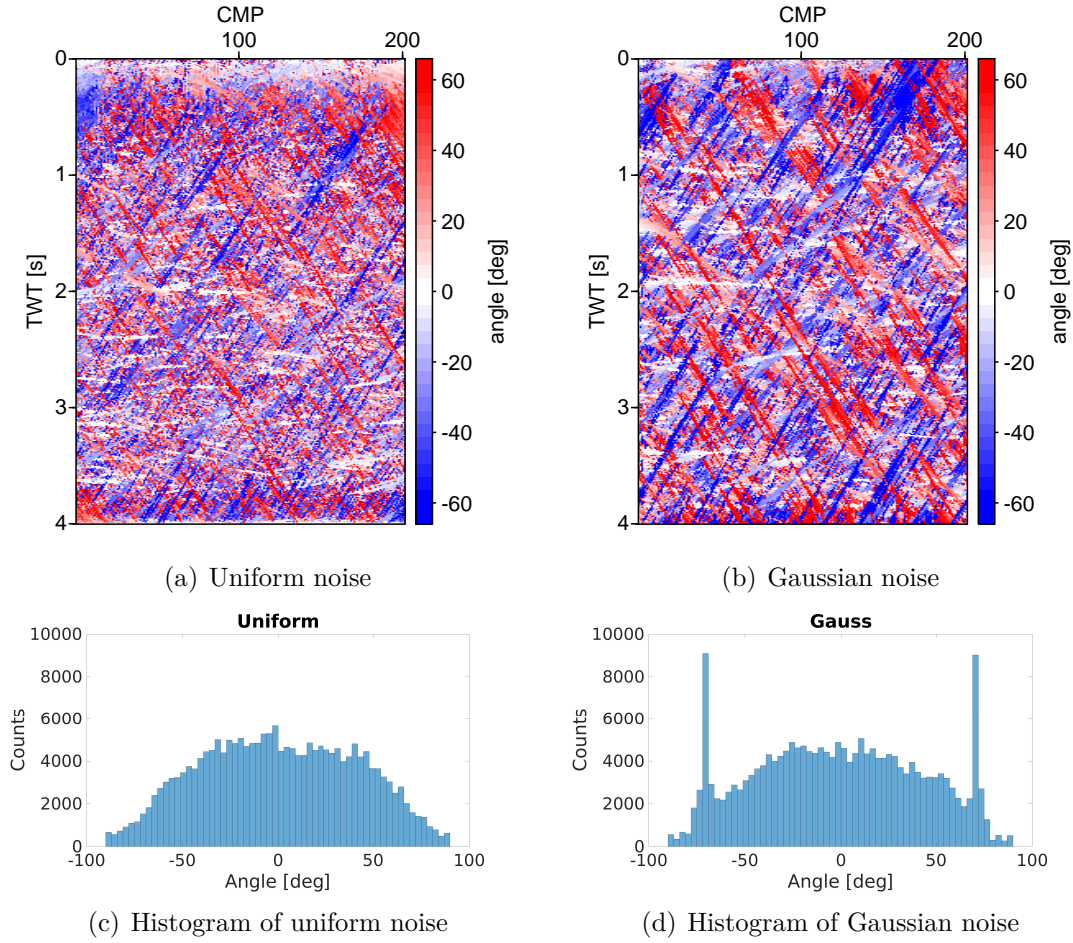 CMP
100 200
0
1
2
3
4
TWT [s]
60
40
20
0
-20
-40
-60
angle [deg]
(a) Uniform noise
CMP
100 200
0
1
2
3
4
TWT [s]
60
40
20
0
-20
-40
-60
angle [deg]
(b) Gaussian noise
Uniform
10000
8000
6000
4000
2000
0
Counts
-100 -50 0 50 100
Angle [deg]
(c) Histogram of uniform noise
Gauss
10000
8000
6000
4000
2000
0
Counts
-100 -50 0 50 100
Angle [deg]
(d) Histogram of Gaussian noise